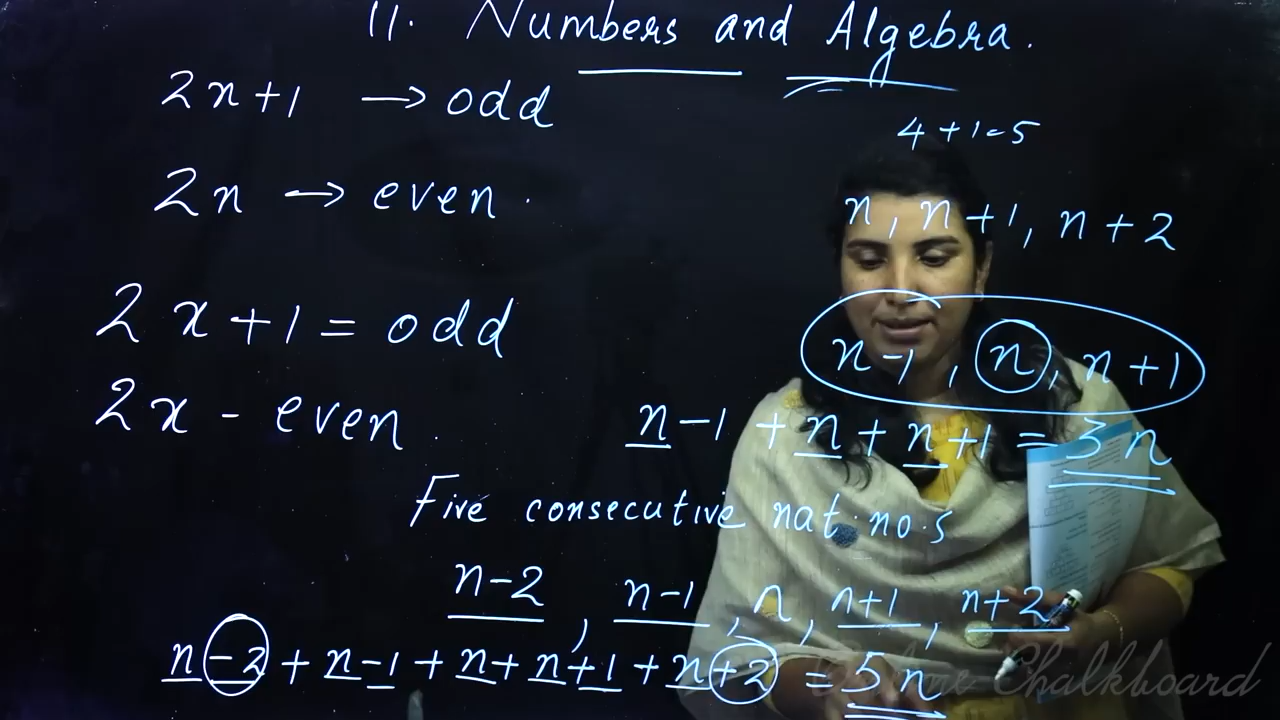 11. Numbers and Algebra.
2n+1 → odd
4+1=5
2n → even.
n, n+1, n+2
2x+1 = odd
n-1, n, n+1
2x - even.
n-1 + n + n+1 = 3n
Five consecutive nat. no.s
n-2, n-1, n, n+1, n+2
n-2 + n-1 + n + n+1 + n+2 = 5n
Chalkboard